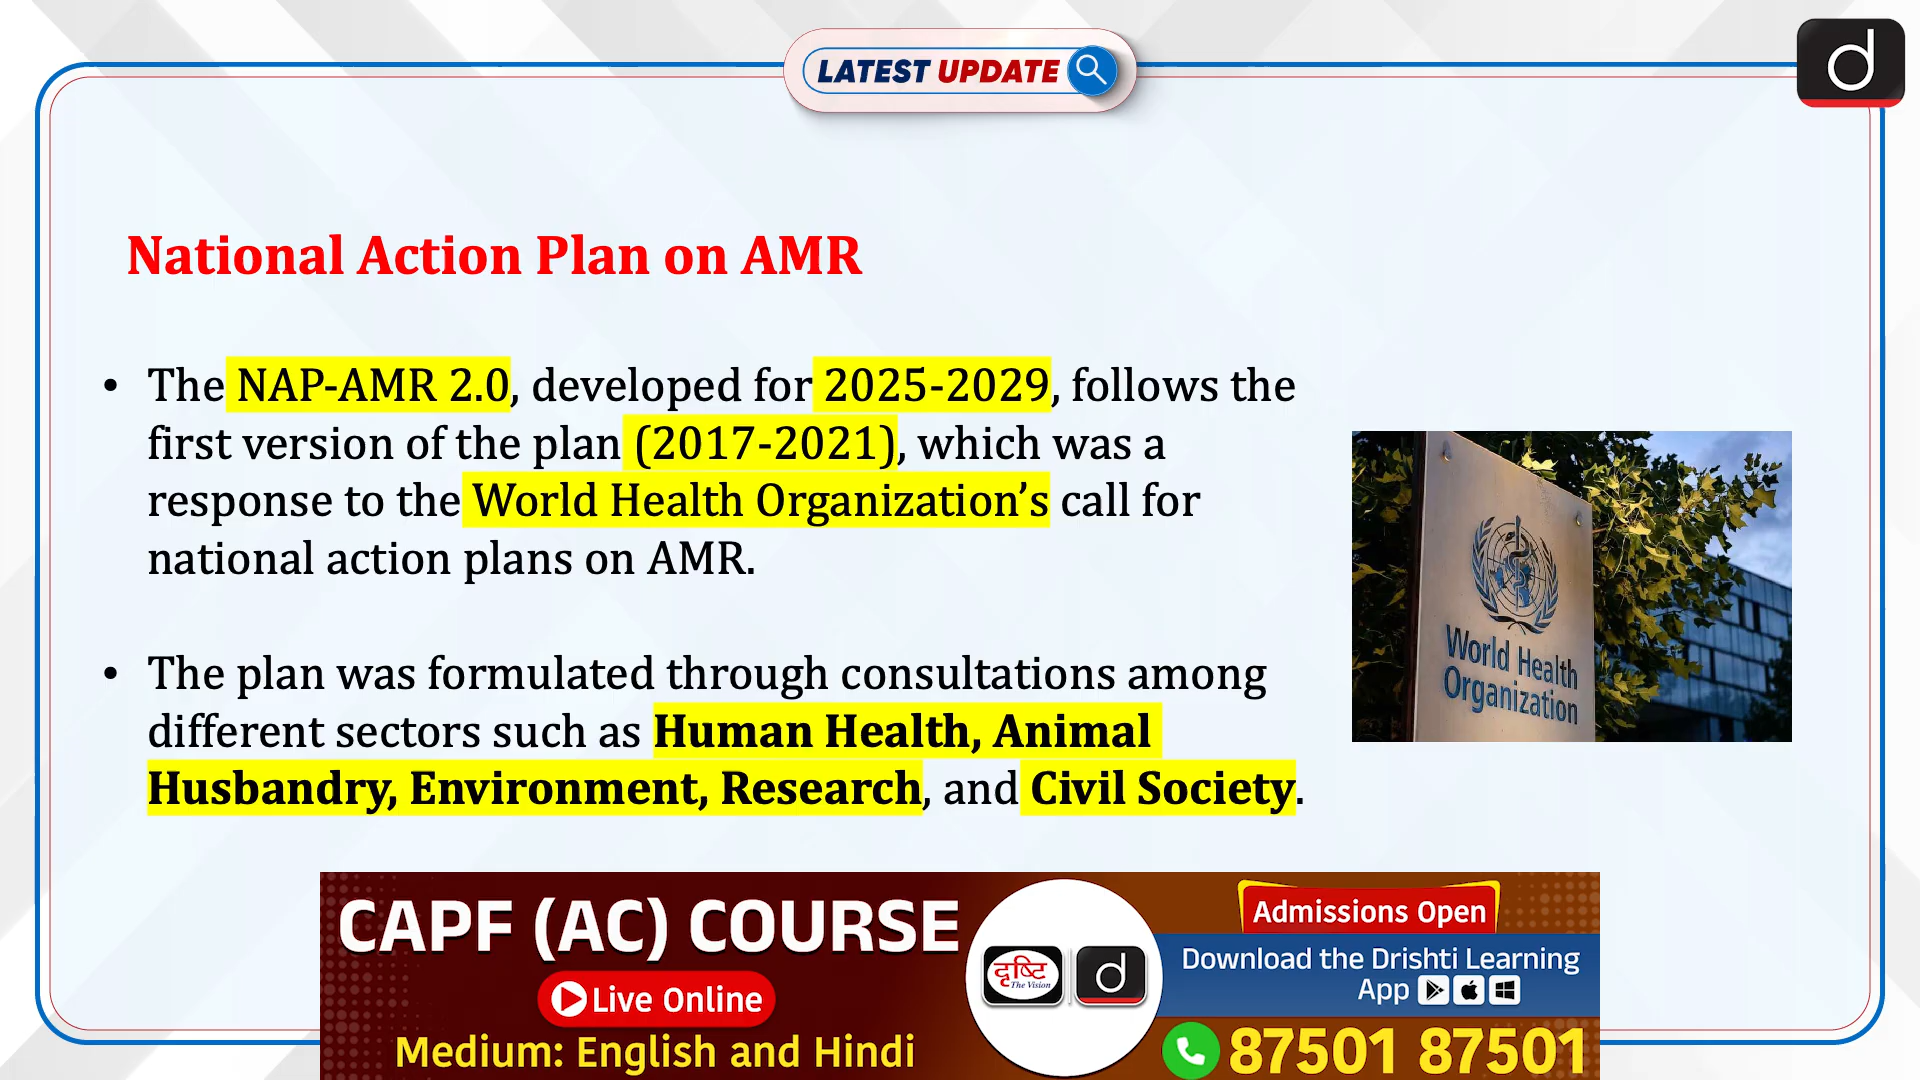 LATEST UPDATE
d
National Action Plan on AMR
• The NAP-AMR 2.0, developed for 2025-2029, follows the
first version of the plan (2017-2021), which was a
response to the World Health Organization’s call for
national action plans on AMR.
• The plan was formulated through consultations among
different sectors such as Human Health, Animal
Husbandry, Environment, Research, and Civil Society.
World Health
Organization
CAPF (AC) COURSE
Live Online
Medium: English and Hindi
दृष्टि
The Vision
d
Admissions Open
Download the Drishti Learning
App
87501 87501